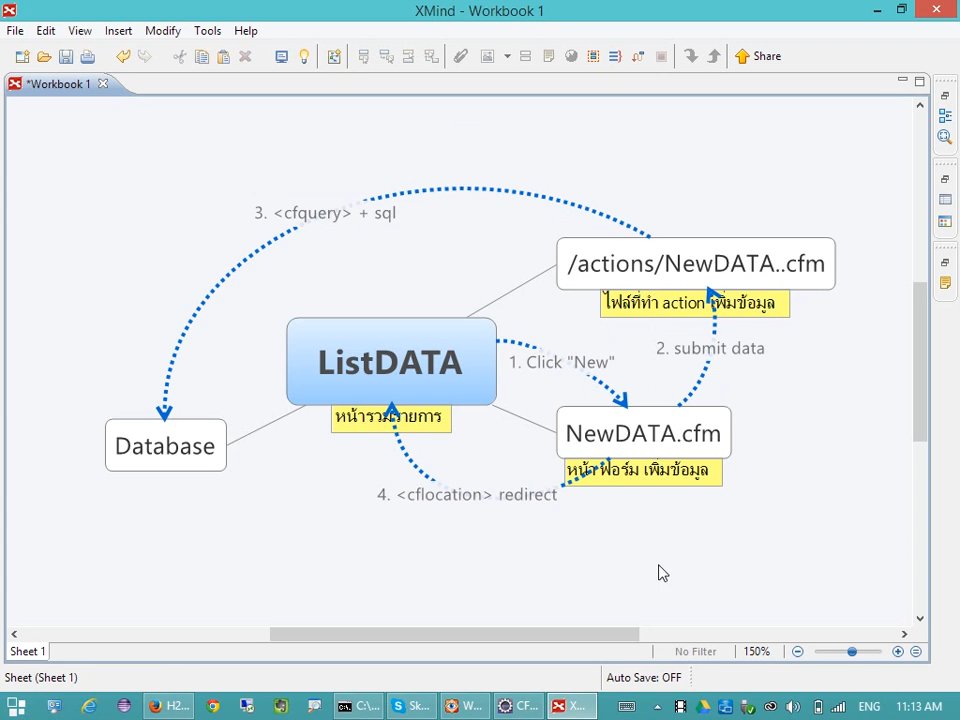 XMind - Workbook 1
File Edit View Insert Modify Tools Help
Share
*Workbook 1
3. <cfquery> + sql
/actions/NewDATA..cfm
ไฟล์ที่ทำ action เพิ่มข้อมูล
2. submit data
ListDATA
1. Click "New"
หน้ารวมรายการ
NewDATA.cfm
หน้า ฟอร์ม เพิ่มข้อมูล
Database
4. <cflocation> redirect
Sheet 1
No Filter
150%
Sheet (Sheet 1)
Auto Save: OFF
H2...
C:\...
Sk...
W...
CF...
X...
ENG
11:13 AM